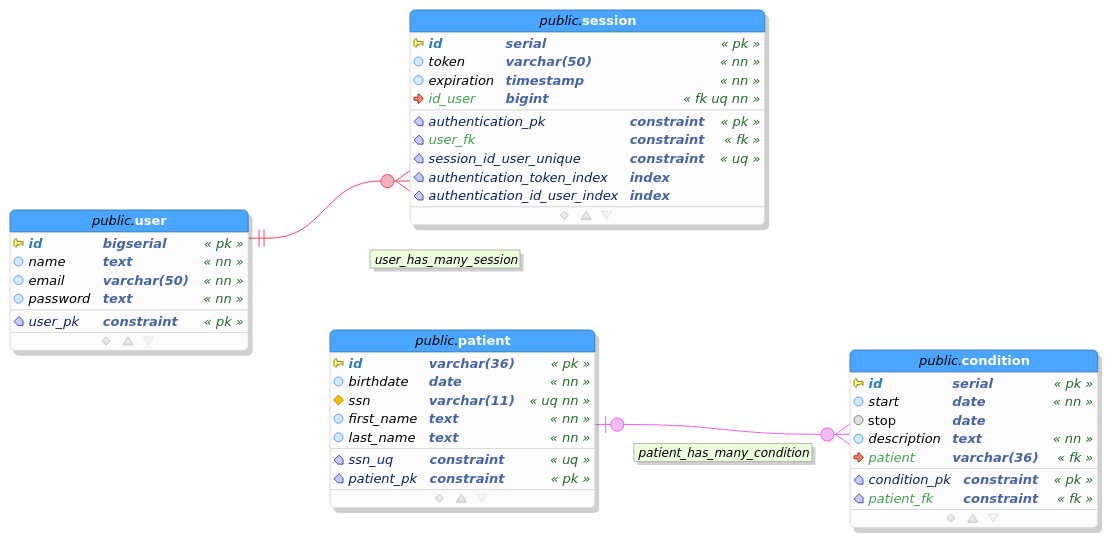 public.session
id serial « pk »
token varchar(50) « nn »
expiration timestamp « nn »
id_user bigint « fk uq nn »
authentication_pk constraint « pk »
user_fk constraint « fk »
session_id_user_unique constraint « uq »
authentication_token_index index
authentication_id_user_index index
public.user
id bigserial « pk »
name text « nn »
email varchar(50) « nn »
password text « nn »
user_pk constraint « pk »
user_has_many_session
public.patient
id varchar(36) « pk »
birthdate date « nn »
ssn varchar(11) « uq nn »
first_name text « nn »
last_name text « nn »
ssn_uq constraint « uq »
patient_pk constraint « pk »
patient_has_many_condition
public.condition
id serial « pk »
start date « nn »
stop date
description text « nn »
patient varchar(36) « fk »
condition_pk constraint « pk »
patient_fk constraint « fk »